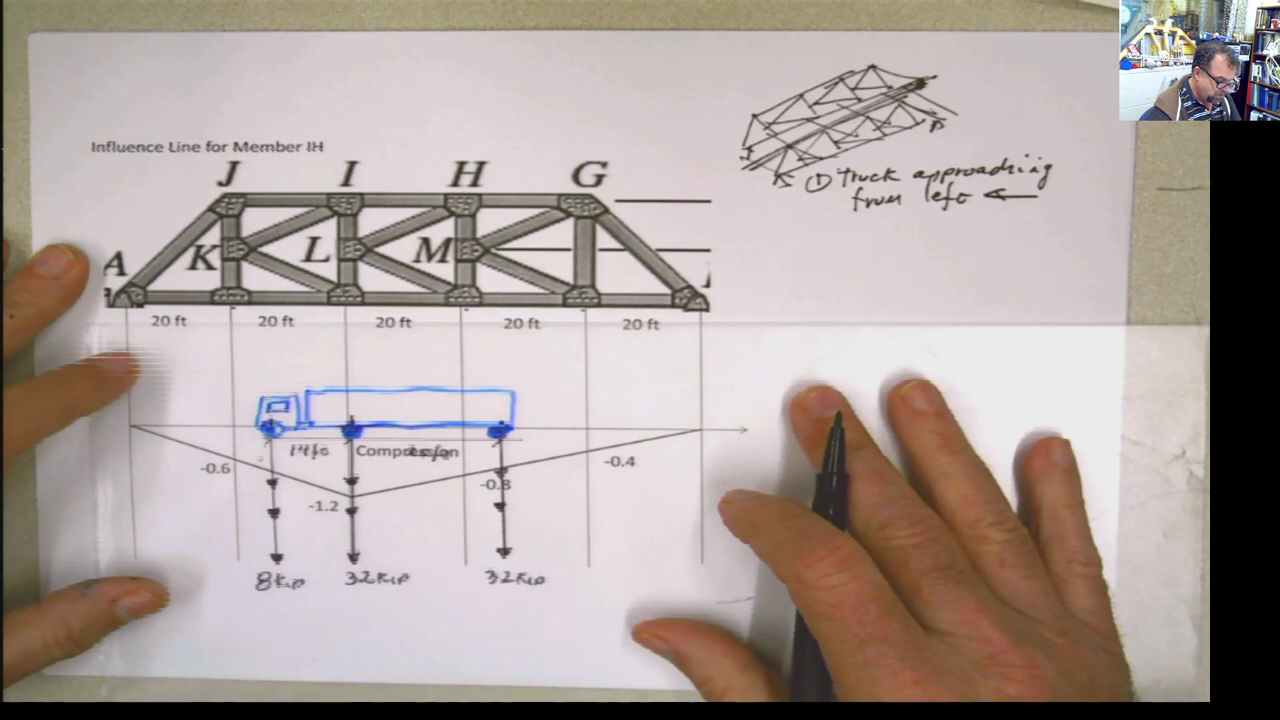 Influence Line for Member IH
J I H G
A K L M
20 ft 20 ft 20 ft 20 ft 20 ft
① Truck approaching
from left ←
14ft Compression
-0.6 -1.2 -0.8 -0.4
8kip 32kip 32kip